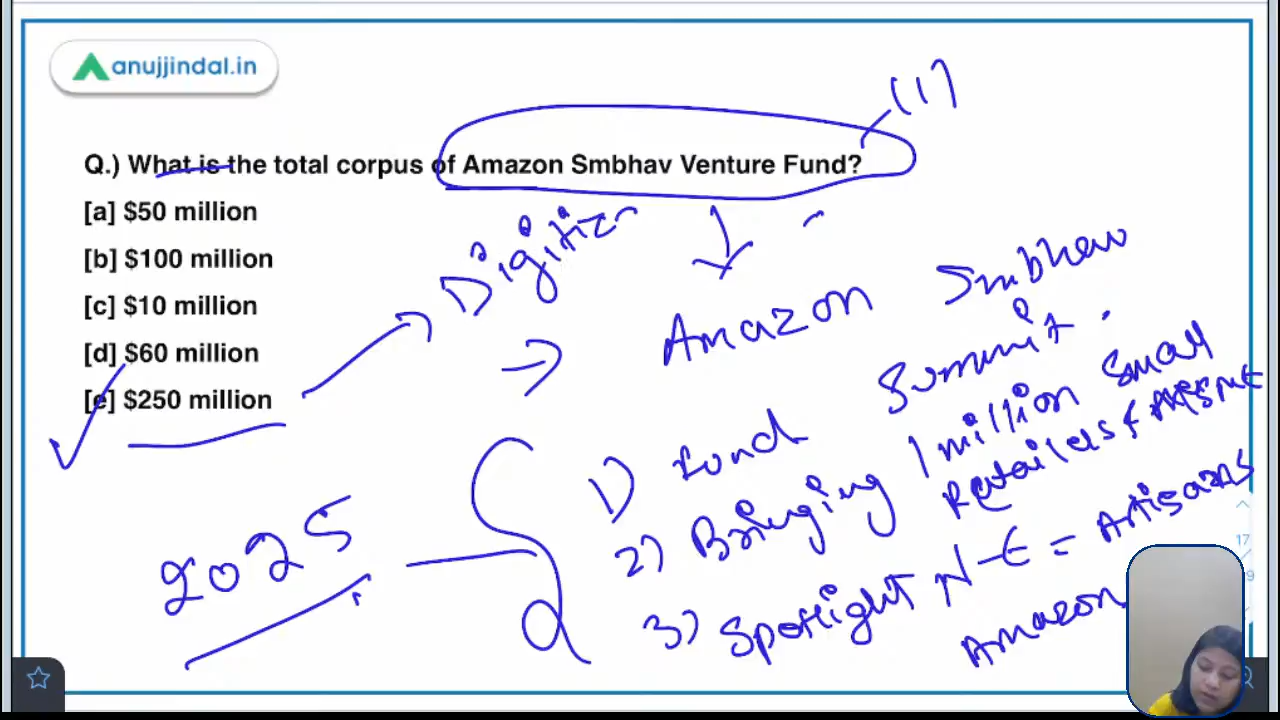 anujjindal.in
(1)
Q.) What is the total corpus of Amazon Smbhav Venture Fund?
[a] $50 million
[b] $100 million
[c] $10 million
[d] $60 million
[e] $250 million
Digitiz
→ Amazon Smbhav
Summit
1) Fund
2) Bringing 1 million Small
Retailers & MSME
3) Spotlight N-E = Artisans
Amazon
2025
17